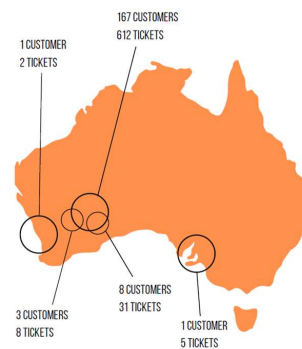 167 CUSTOMERS
612 TICKETS
1 CUSTOMER
2 TICKETS
8 CUSTOMERS
31 TICKETS
3 CUSTOMERS
8 TICKETS
1 CUSTOMER
5 TICKETS